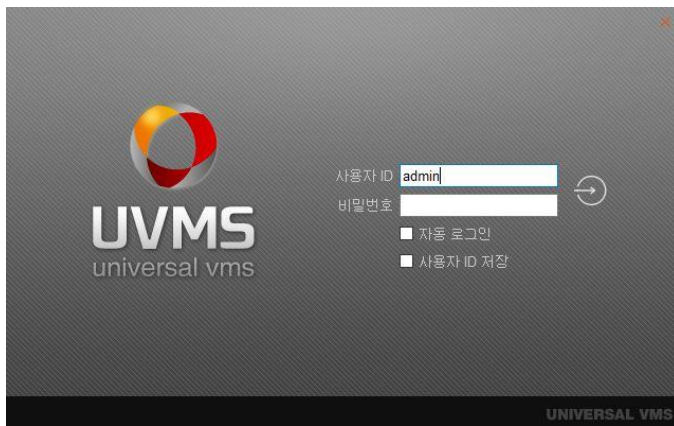 UVMS
universal vms
사용자 ID admin
비밀번호
자동 로그인
사용자 ID 저장
UNIVERSAL VMS